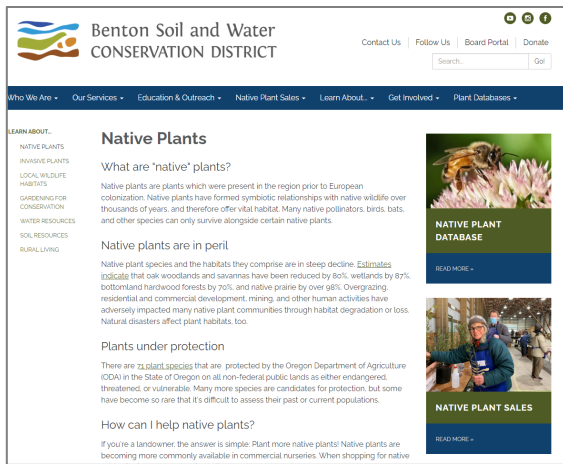 Benton Soil and Water
CONSERVATION DISTRICT
Contact Us
Follow Us
Board Portal
Donate
Search...
Go!
Who We Are
Our Services
Education & Outreach
Native Plant Sales
Learn About...
Get Involved
Plant Databases
LEARN ABOUT...
NATIVE PLANTS
INVASIVE PLANTS
LOCAL WILDLIFE
HABITATS
GARDENING FOR
CONSERVATION
WATER RESOURCES
SOIL RESOURCES
RURAL LIVING
Native Plants
What are "native" plants?
Native plants are plants which were present in the region prior to European
colonization. Native plants have formed symbiotic relationships with native wildlife over
thousands of years, and therefore offer vital habitat. Many native pollinators, birds, bats,
and other species can only survive alongside certain native plants.
Native plants are in peril
Native plant species and the habitats they comprise are in steep decline. Estimates
indicate that oak woodlands and savannas have been reduced by 80%, wetlands by 87%,
bottomland hardwood forests by 70%, and native prairie by over 98%. Overgrazing,
residential and commercial development, mining, and other human activities have
adversely impacted many native plant communities through habitat degradation or loss.
Natural disasters affect plant habitats, too.
Plants under protection
There are 71 plant species that are protected by the Oregon Department of Agriculture
(ODA) in the State of Oregon on all non-federal public lands as either endangered,
threatened, or vulnerable. Many more species are candidates for protection, but some
have become so rare that it's difficult to assess their past or current populations.
How can I help native plants?
If you're a landowner, the answer is simple: Plant more native plants! Native plants are
becoming more commonly available in commercial nurseries. When shopping for native
NATIVE PLANT
DATABASE
READ MORE »
NATIVE PLANT SALES
READ MORE »